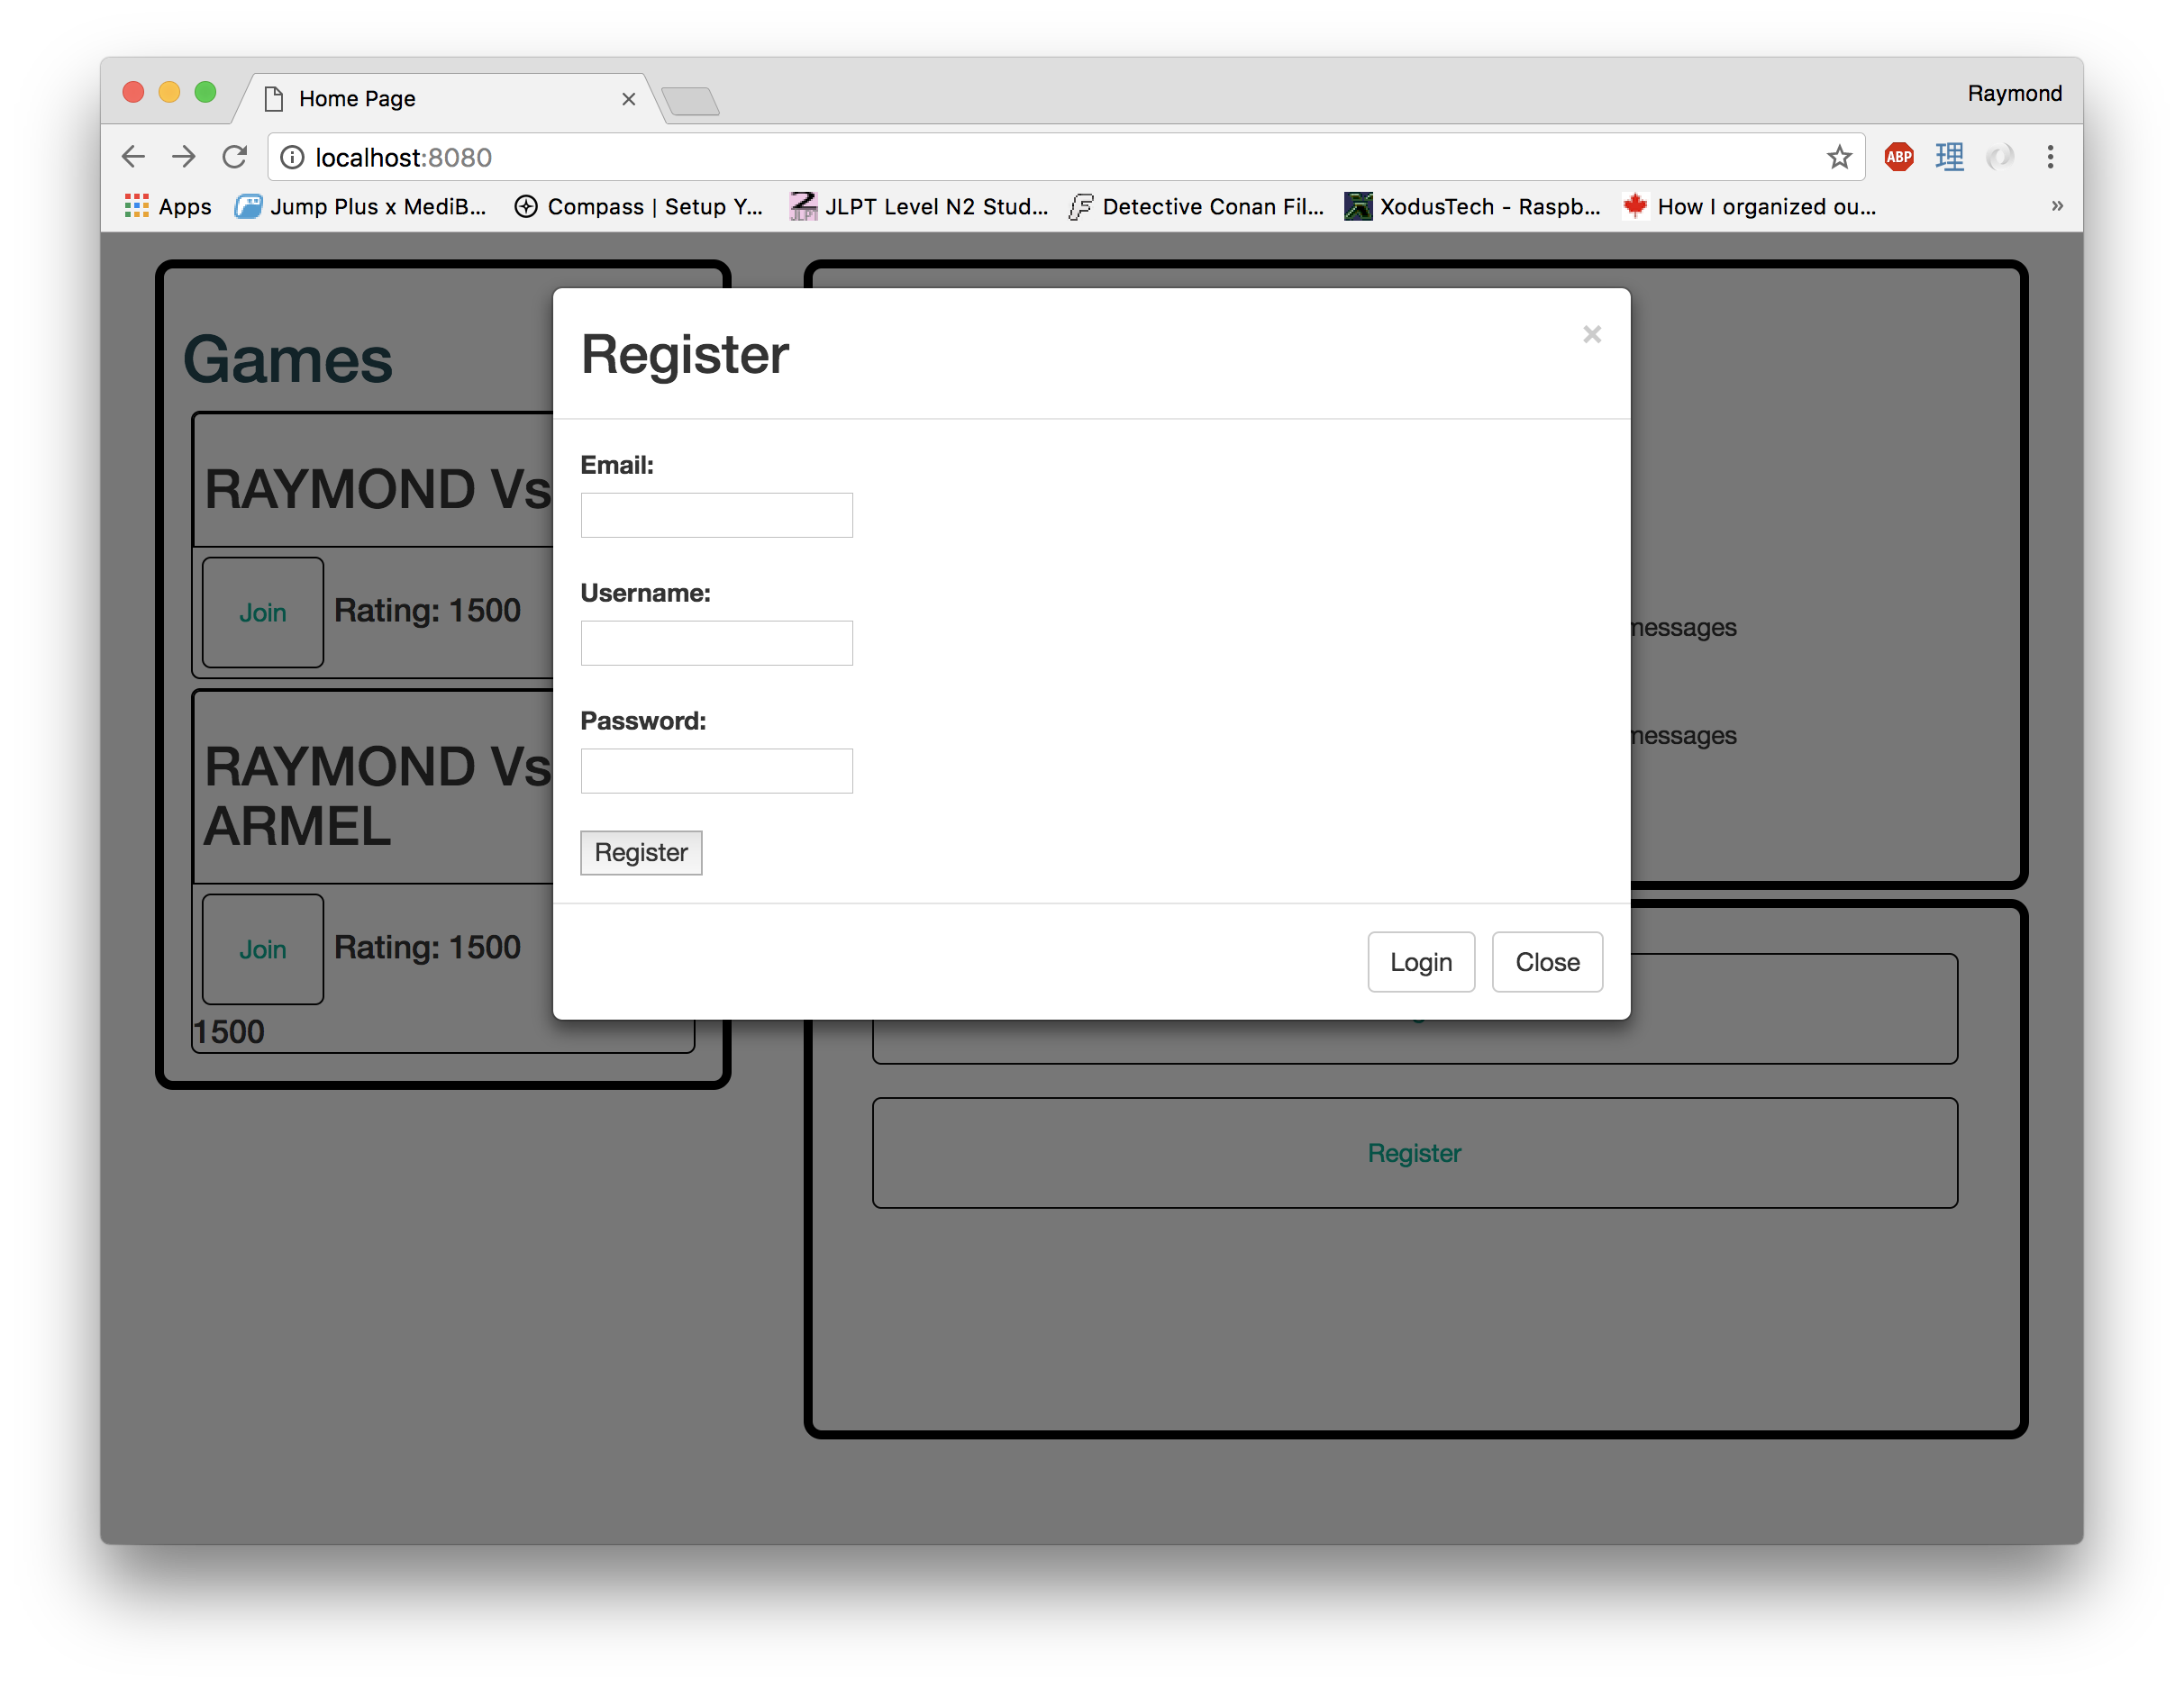 Home Page
Raymond
localhost:8080
ABP
理
Apps
Jump Plus x MediB...
Compass | Setup Y...
JLPT
JLPT Level N2 Stud...
Detective Conan Fil...
XodusTech - Raspb...
How I organized ou...
»
Games
RAYMOND Vs
Join
Rating: 1500
RAYMOND Vs
ARMEL
Join
Rating: 1500
1500
Register
×
Email:
Username:
Password:
Register
Login
Close
messages
messages
Register